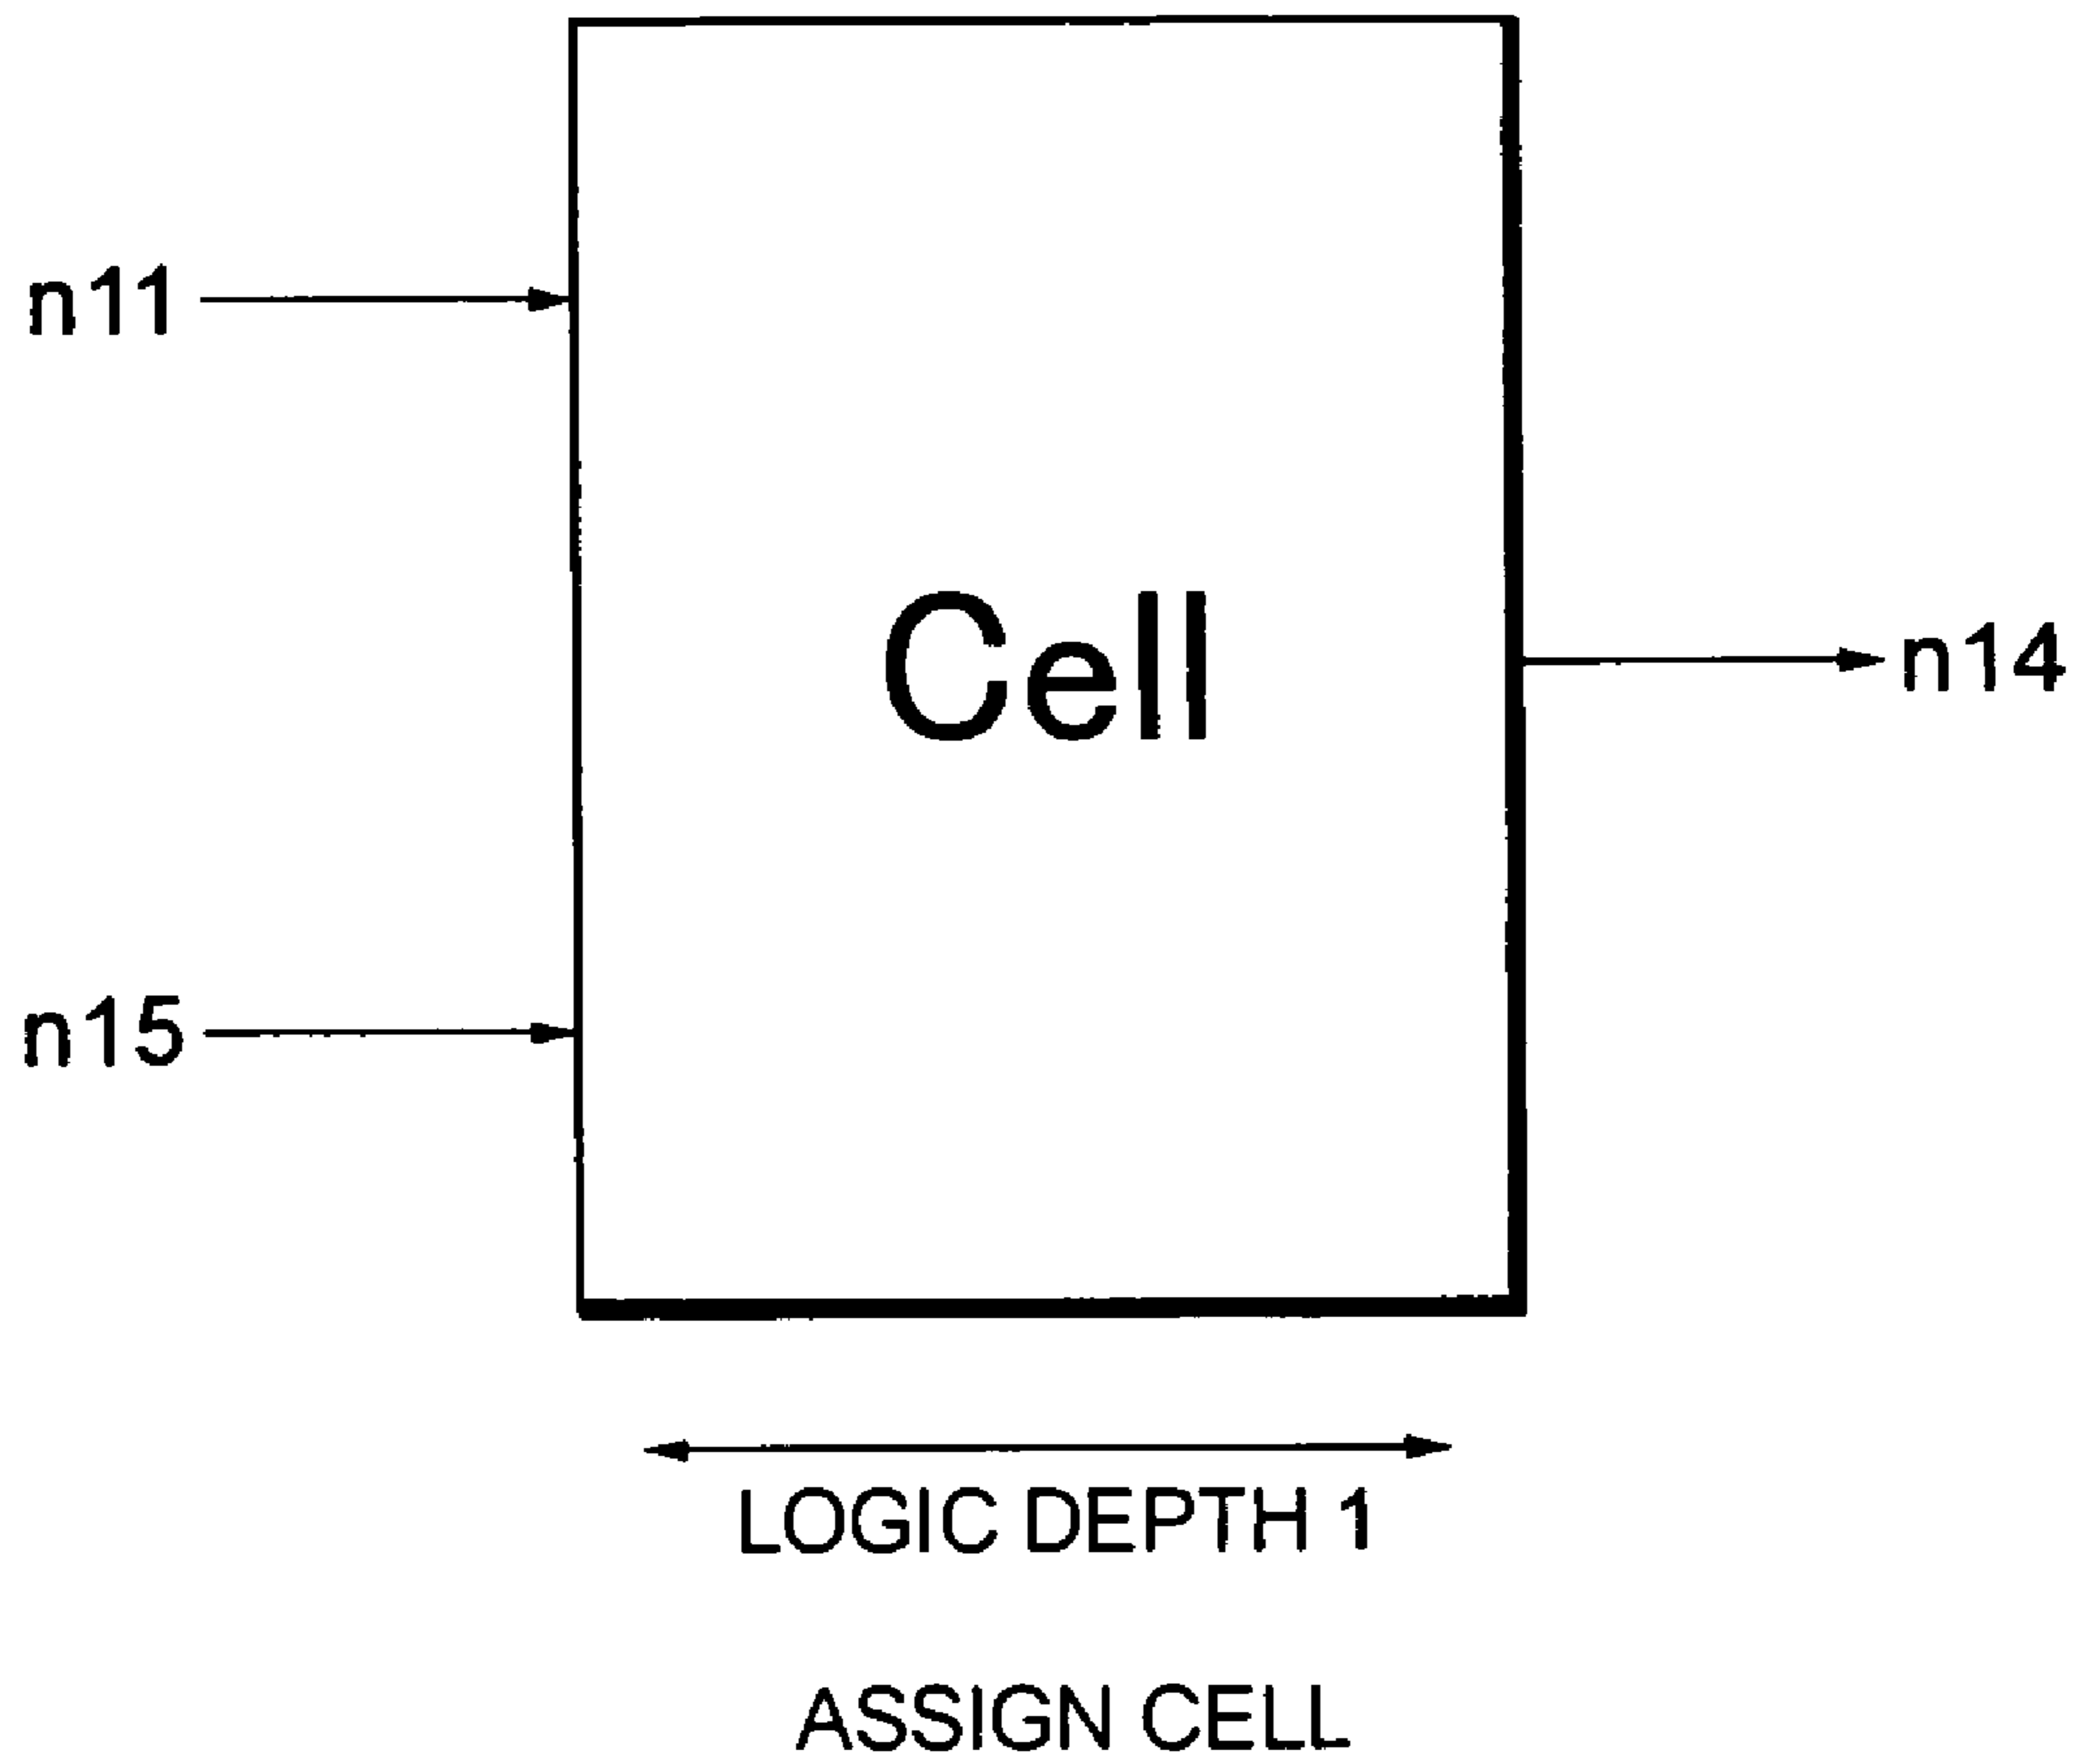 n11
Cell
n14
n15
LOGIC DEPTH 1
ASSIGN CELL